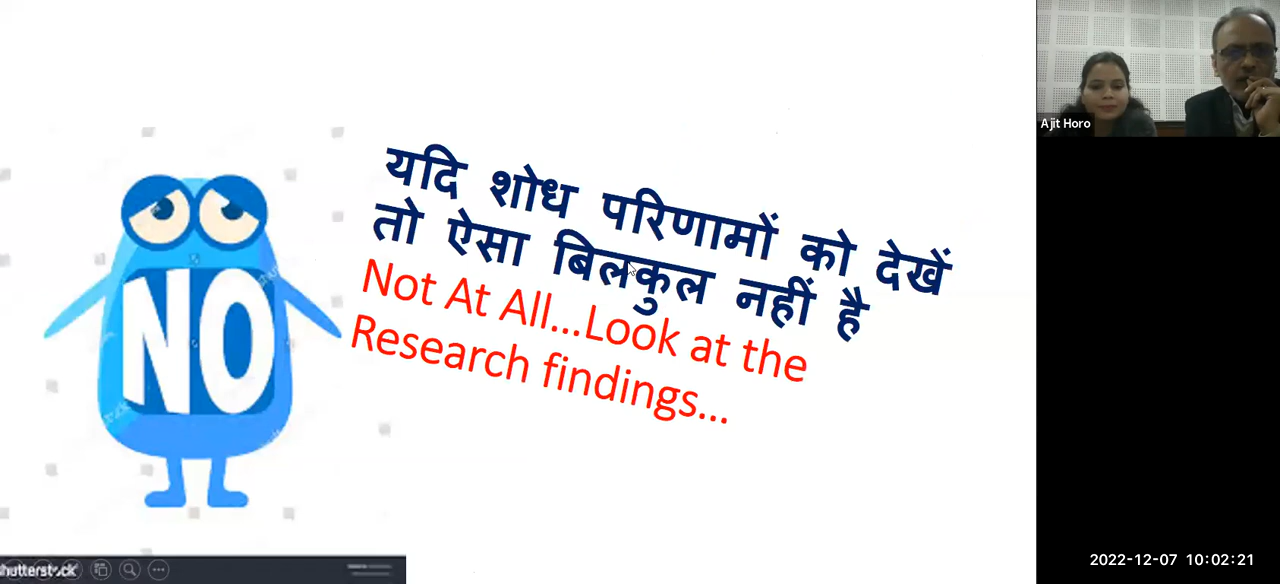 यदि शोध परिणामों को देखें
तो ऐसा बिलकुल नहीं है
Not At All...Look at the
Research findings...
NO
shutterstock
Ajit Horo
2022-12-07 10:02:21